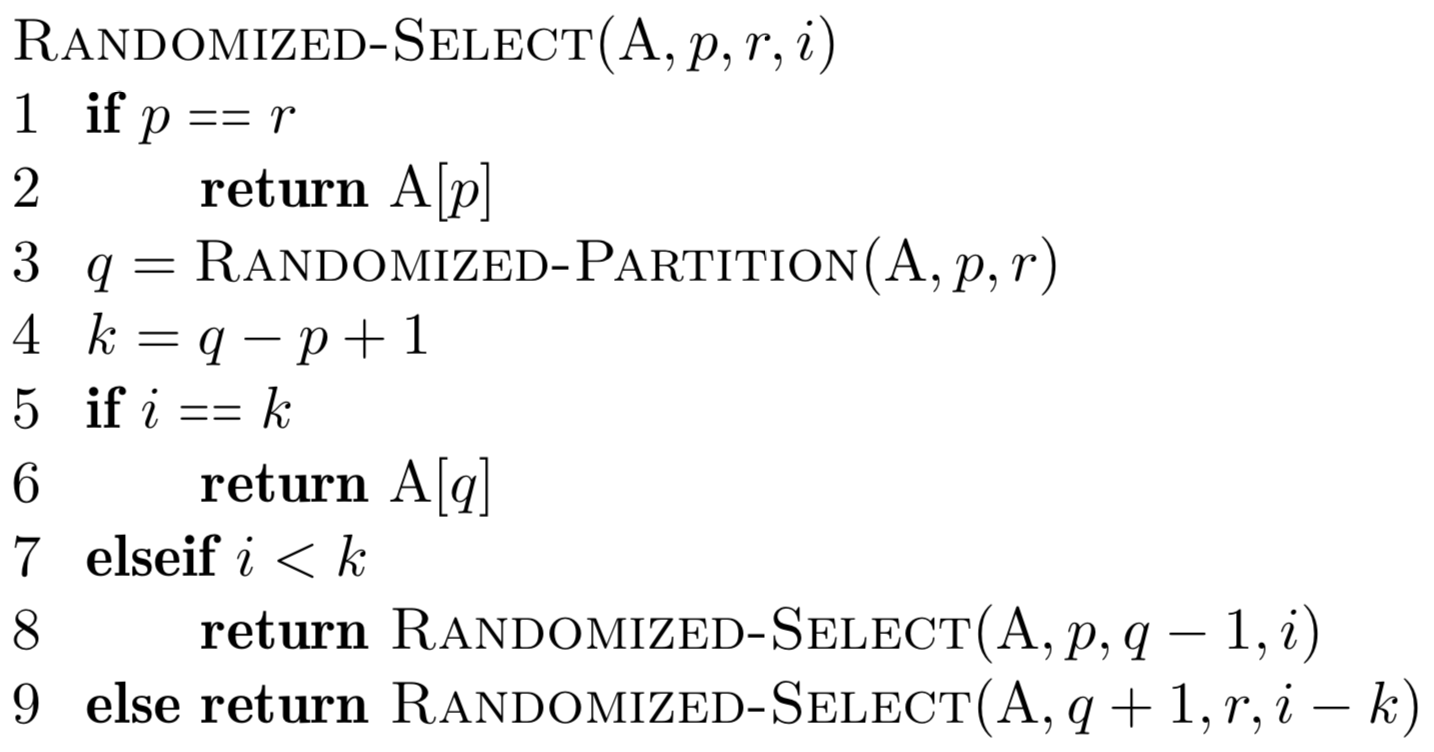 RANDOMIZED-SELECT(A, p, r, i)
1 if p == r
2 return A[p]
3 q = RANDOMIZED-PARTITION(A, p, r)
4 k = q − p + 1
5 if i == k
6 return A[q]
7 elseif i < k
8 return RANDOMIZED-SELECT(A, p, q − 1, i)
9 else return RANDOMIZED-SELECT(A, q + 1, r, i − k)